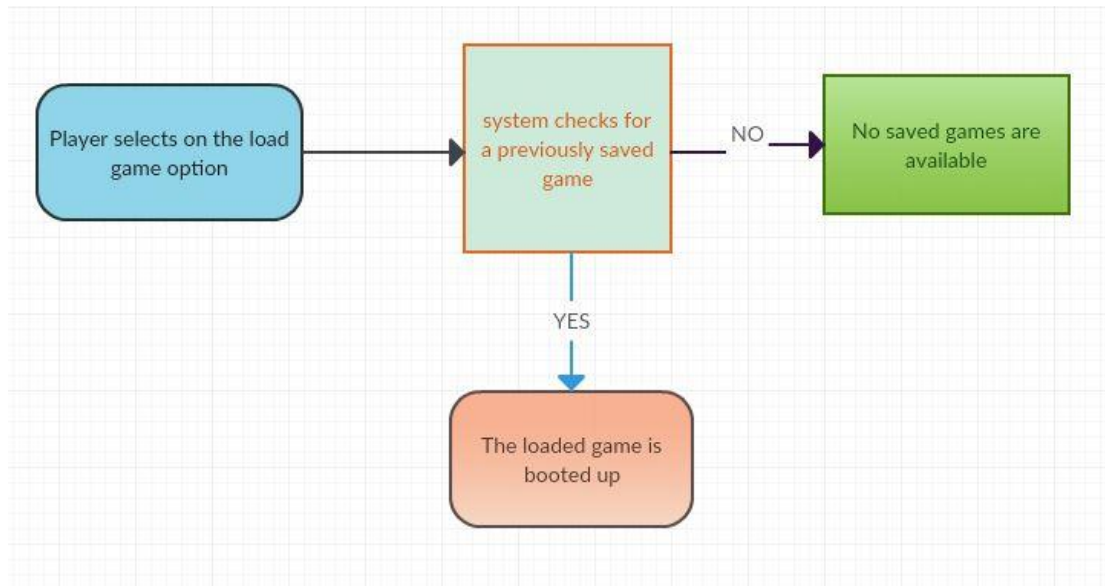 Player selects on the load
game option
system checks for
a previously saved
game
NO
No saved games are
available
YES
The loaded game is
booted up